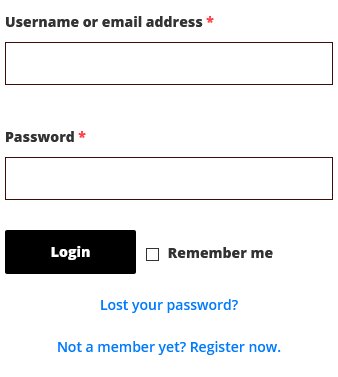 Username or email address *
Password *
Login
Remember me
Lost your password?
Not a member yet? Register now.